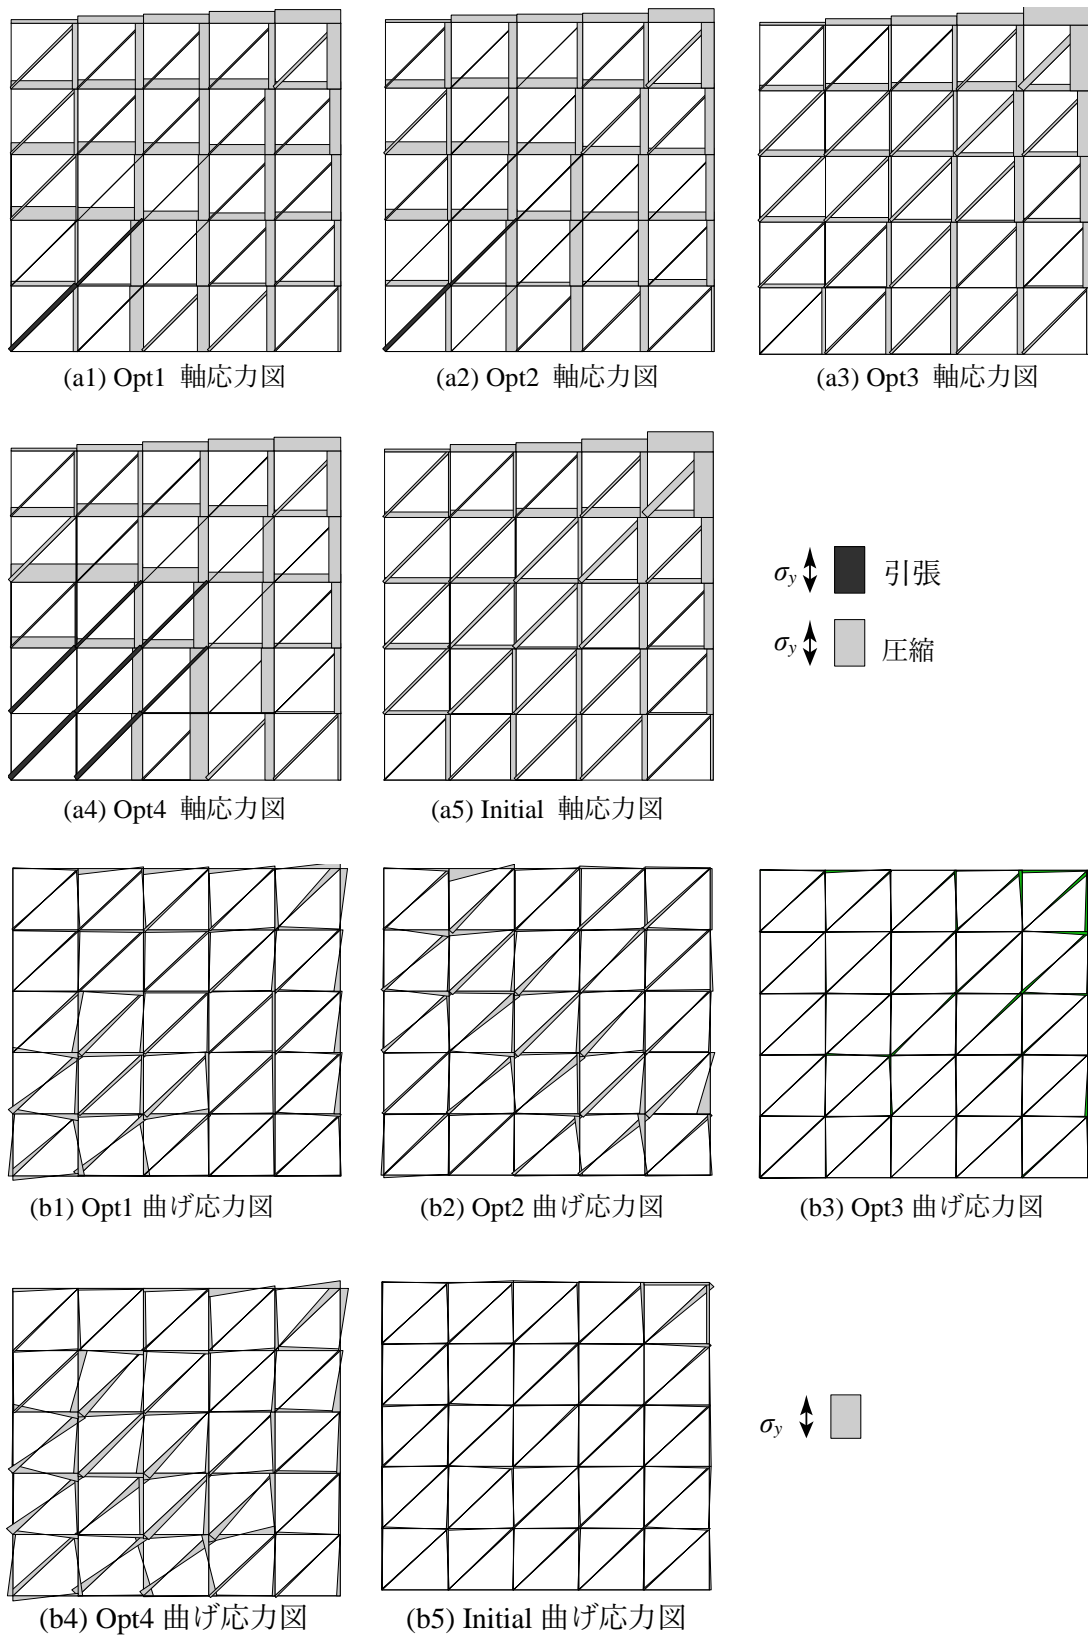 (a1) Opt1 軸応力図
(a2) Opt2 軸応力図
(a3) Opt3 軸応力図
(a4) Opt4 軸応力図
(a5) Initial 軸応力図
σy 引張
σy 圧縮
(b1) Opt1 曲げ応力図
(b2) Opt2 曲げ応力図
(b3) Opt3 曲げ応力図
(b4) Opt4 曲げ応力図
(b5) Initial 曲げ応力図
σy